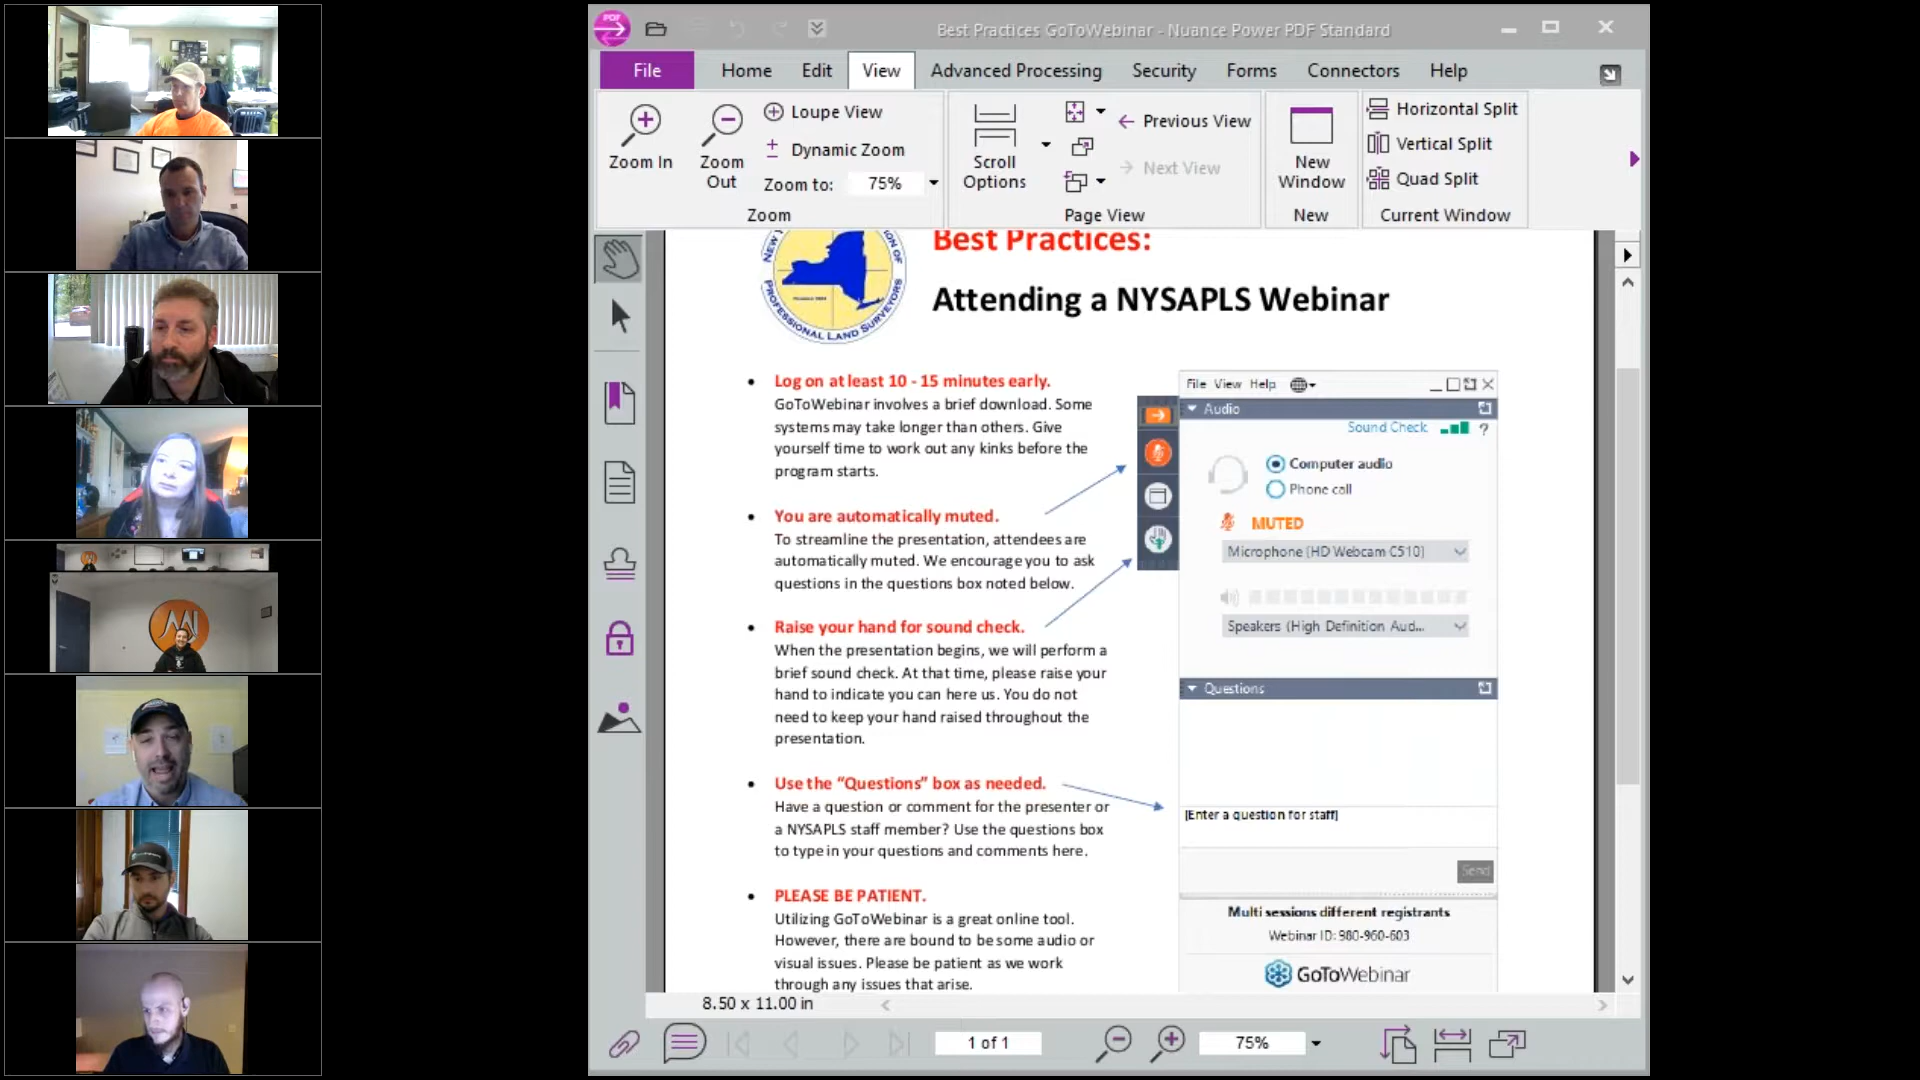 Best Practices GoToWebinar - Nuance Power PDF Standard
File Home Edit View Advanced Processing Security Forms Connectors Help
Zoom In
Zoom Out
Loupe View
Dynamic Zoom
Zoom to: 75%
Zoom
Scroll Options
Previous View
Next View
Page View
New Window
New
Horizontal Split
Vertical Split
Quad Split
Current Window
PROFESSIONAL LAND SURVEYORS
Best Practices:
Attending a NYSAPLS Webinar
Log on at least 10 - 15 minutes early.
GoToWebinar involves a brief download. Some
systems may take longer than others. Give
yourself time to work out any kinks before the
program starts.
You are automatically muted.
To streamline the presentation, attendees are
automatically muted. We encourage you to ask
questions in the questions box noted below.
Raise your hand for sound check.
When the presentation begins, we will perform a
brief sound check. At that time, please raise your
hand to indicate you can here us. You do not
need to keep your hand raised throughout the
presentation.
Use the “Questions” box as needed.
Have a question or comment for the presenter or
a NYSAPLS staff member? Use the questions box
to type in your questions and comments here.
PLEASE BE PATIENT.
Utilizing GoToWebinar is a great online tool.
However, there are bound to be some audio or
visual issues. Please be patient as we work
through any issues that arise.
File View Help
Audio
Sound Check ?
Computer audio
Phone call
MUTED
Microphone (HD Webcam C510)
Speakers (High Definition Aud...
Questions
[Enter a question for staff]
Send
Multi sessions different registrants
Webinar ID: 980-960-603
GoToWebinar
8.50 x 11.00 in
1 of 1
75%